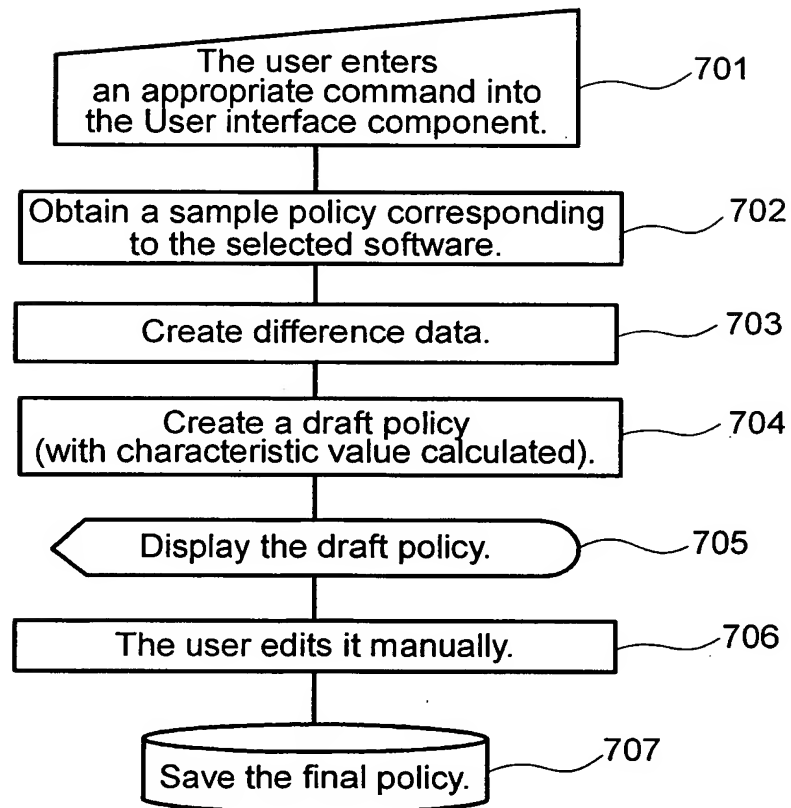 The user enters
an appropriate command into
the User interface component.
701
Obtain a sample policy corresponding
to the selected software.
702
Create difference data.
703
Create a draft policy
(with characteristic value calculated).
704
Display the draft policy.
705
The user edits it manually.
706
Save the final policy.
707